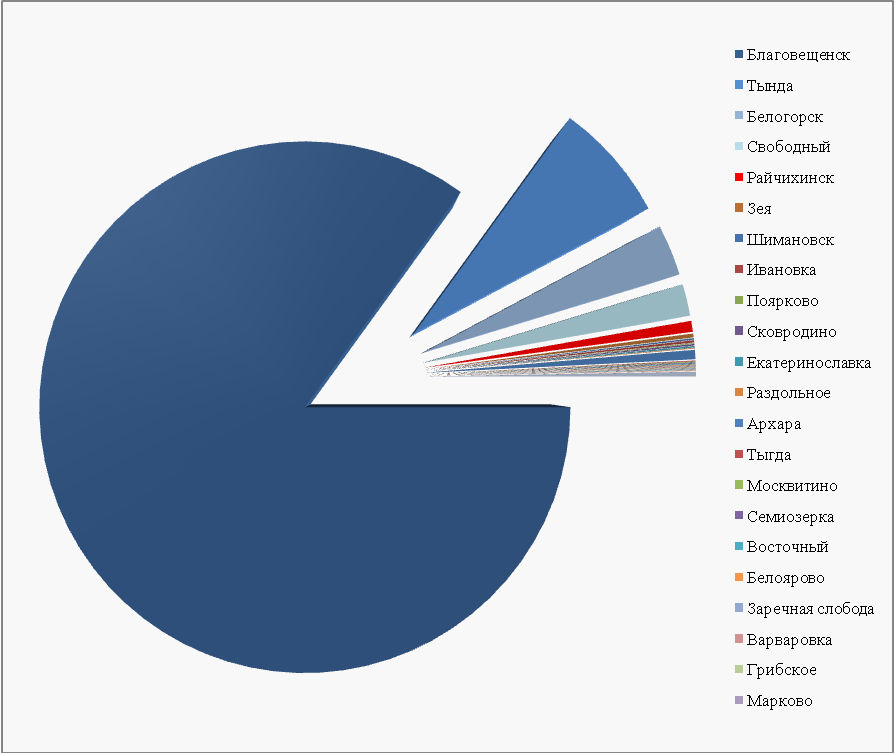 Благовещенск
Тында
Белогорск
Свободный
Райчихинск
Зея
Шимановск
Ивановка
Поярково
Сковродино
Екатеринославка
Раздольное
Архара
Тыгда
Москвитино
Семиозерка
Восточный
Белоярово
Заречная слобода
Варваровка
Грибское
Марково